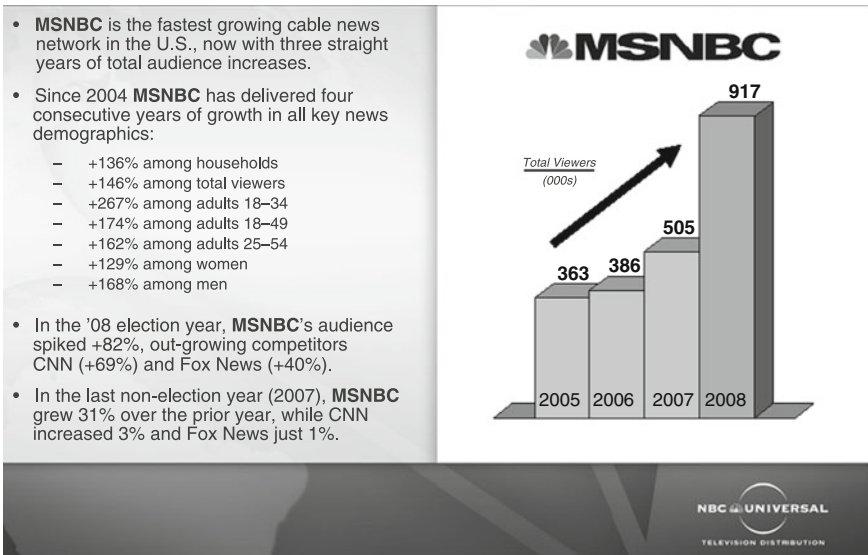 • MSNBC is the fastest growing cable news
network in the U.S., now with three straight
years of total audience increases.
• Since 2004 MSNBC has delivered four
consecutive years of growth in all key news
demographics:
– +136% among households
– +146% among total viewers
– +267% among adults 18–34
– +174% among adults 18–49
– +162% among adults 25–54
– +129% among women
– +168% among men
• In the '08 election year, MSNBC's audience
spiked +82%, out-growing competitors
CNN (+69%) and Fox News (+40%).
• In the last non-election year (2007), MSNBC
grew 31% over the prior year, while CNN
increased 3% and Fox News just 1%.
MSNBC
917
Total Viewers
(000s)
505
363 386
2005 2006 2007 2008
NBC UNIVERSAL
TELEVISION DISTRIBUTION